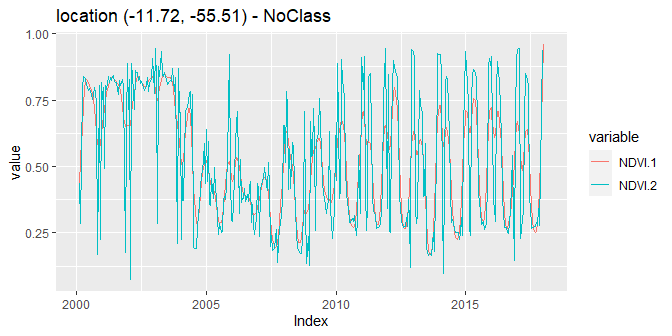 location (-11.72, -55.51) - NoClass
1.00
0.75
0.50
0.25
value
2000
2005
2010
2015
Index
variable
NDVI.1
NDVI.2